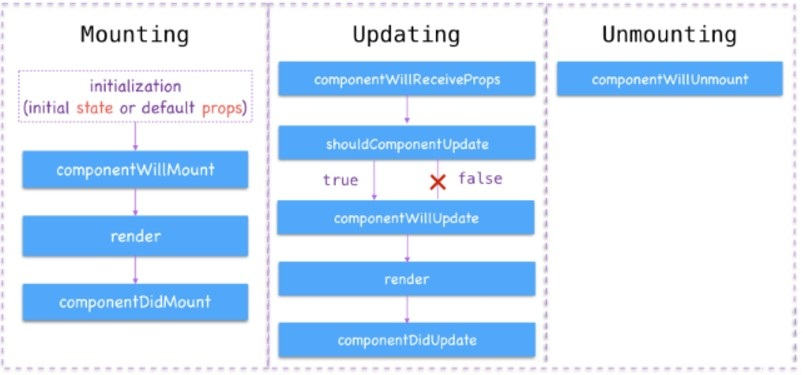 Mounting
initialization
(initial state or default props)
componentWillMount
render
componentDidMount
Updating
componentWillReceiveProps
shouldComponentUpdate
true
false
componentWillUpdate
render
componentDidUpdate
Unmounting
componentWillUnmount